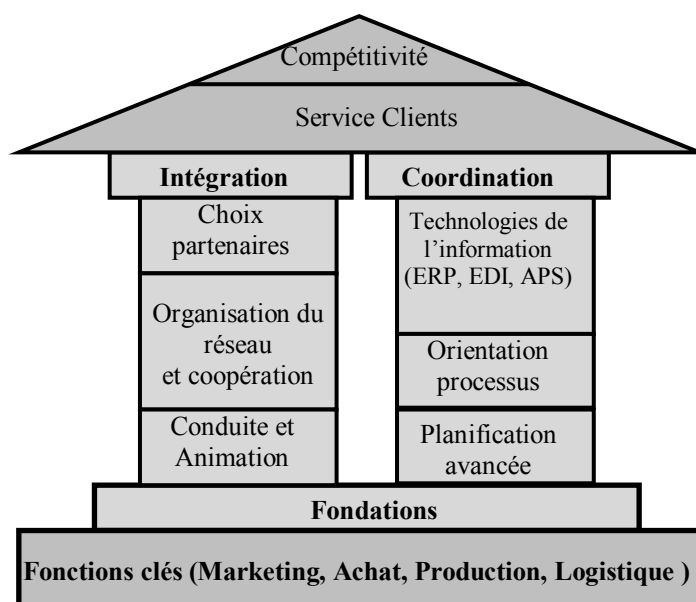 Compétitivité
Service Clients
Intégration
Choix
partenaires
Organisation du
réseau
et coopération
Conduite et
Animation
Coordination
Technologies de
l’information
(ERP, EDI, APS)
Orientation
processus
Planification
avancée
Fondations
Fonctions clés (Marketing, Achat, Production, Logistique )